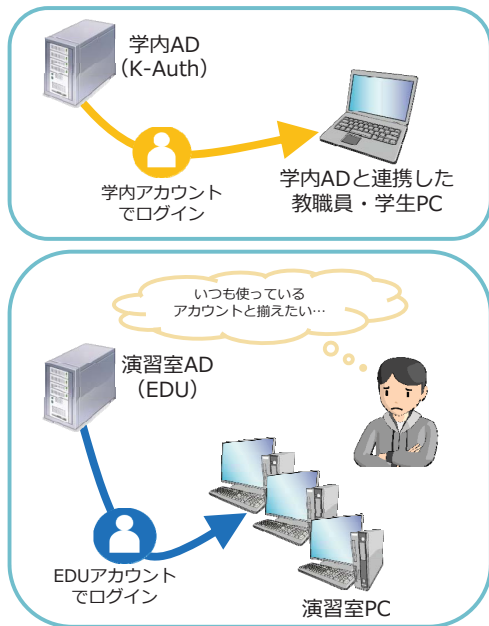 学内AD
（K-Auth）
学内アカウント
でログイン
学内ADと連携した
教職員・学生PC
いつも使っている
アカウントと揃えたい…
演習室AD
（EDU）
EDUアカウント
でログイン
演習室PC